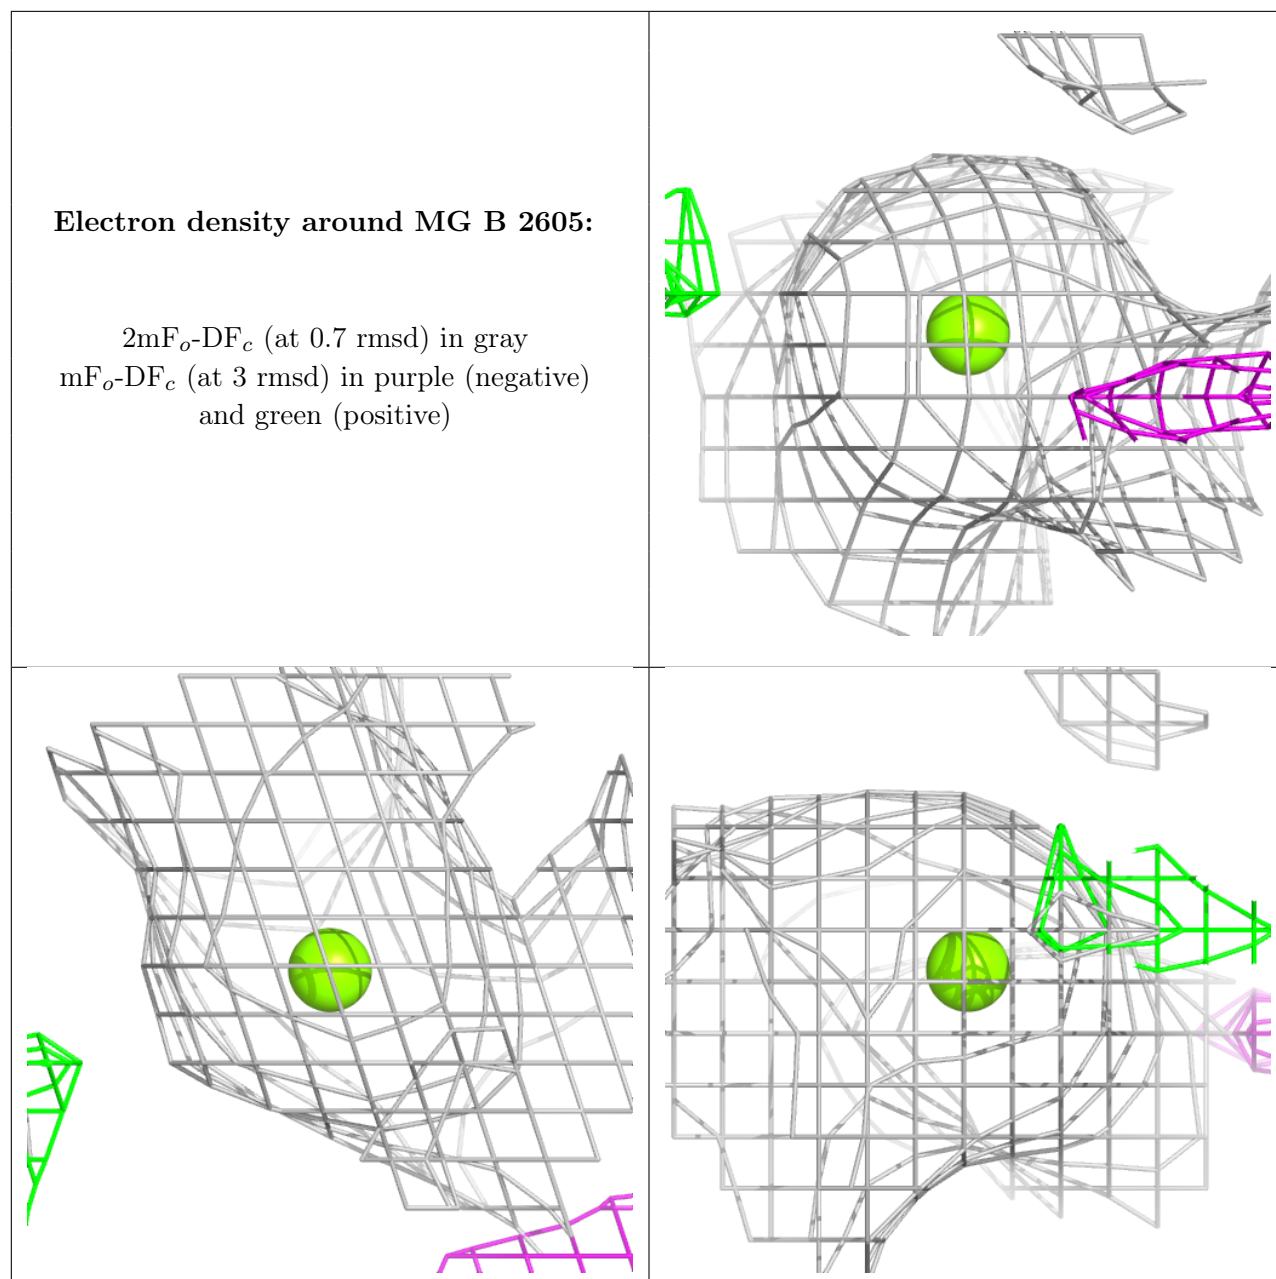 Electron density around MG B 2605:
2mFo-DFc (at 0.7 rmsd) in gray
mFo-DFc (at 3 rmsd) in purple (negative)
and green (positive)